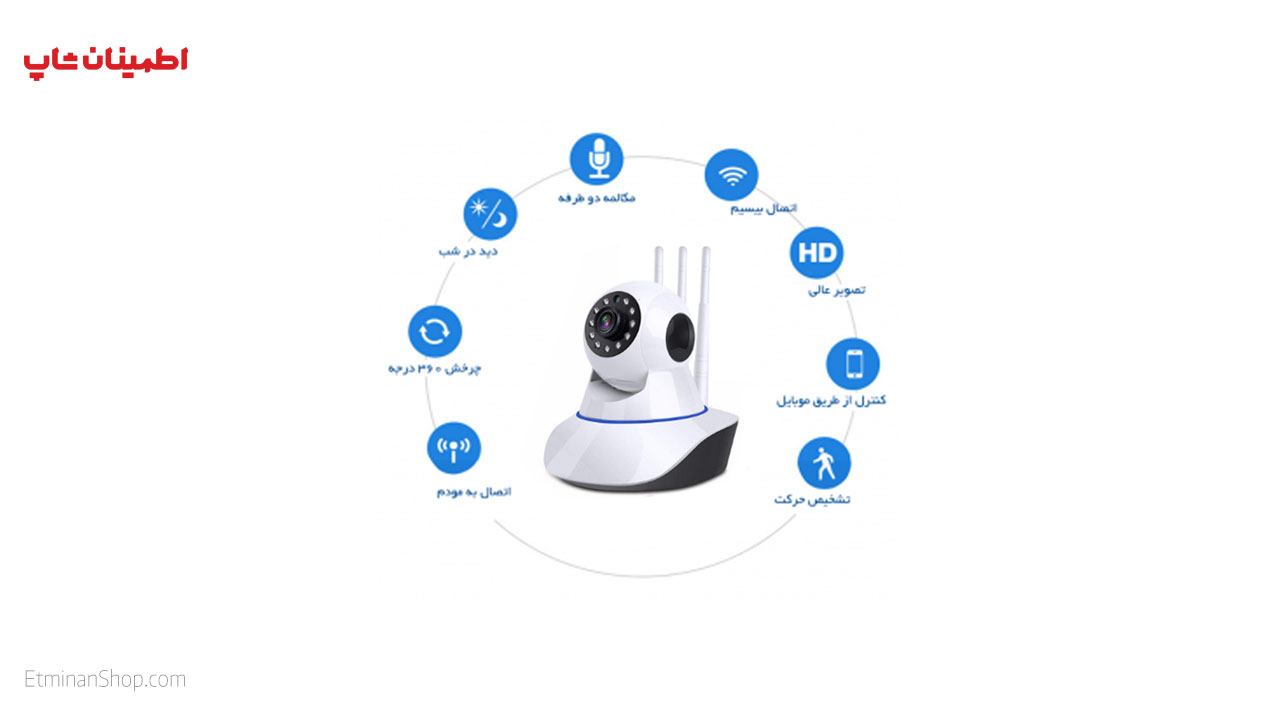 اطمینان شاپ
مکالمه دو طرفه
اتصال بیسیم
دید در شب
HD
تصویر عالی
چرخش ۳۶۰ درجه
کنترل از طریق موبایل
اتصال به مودم
تشخیص حرکت
EtminanShop.com